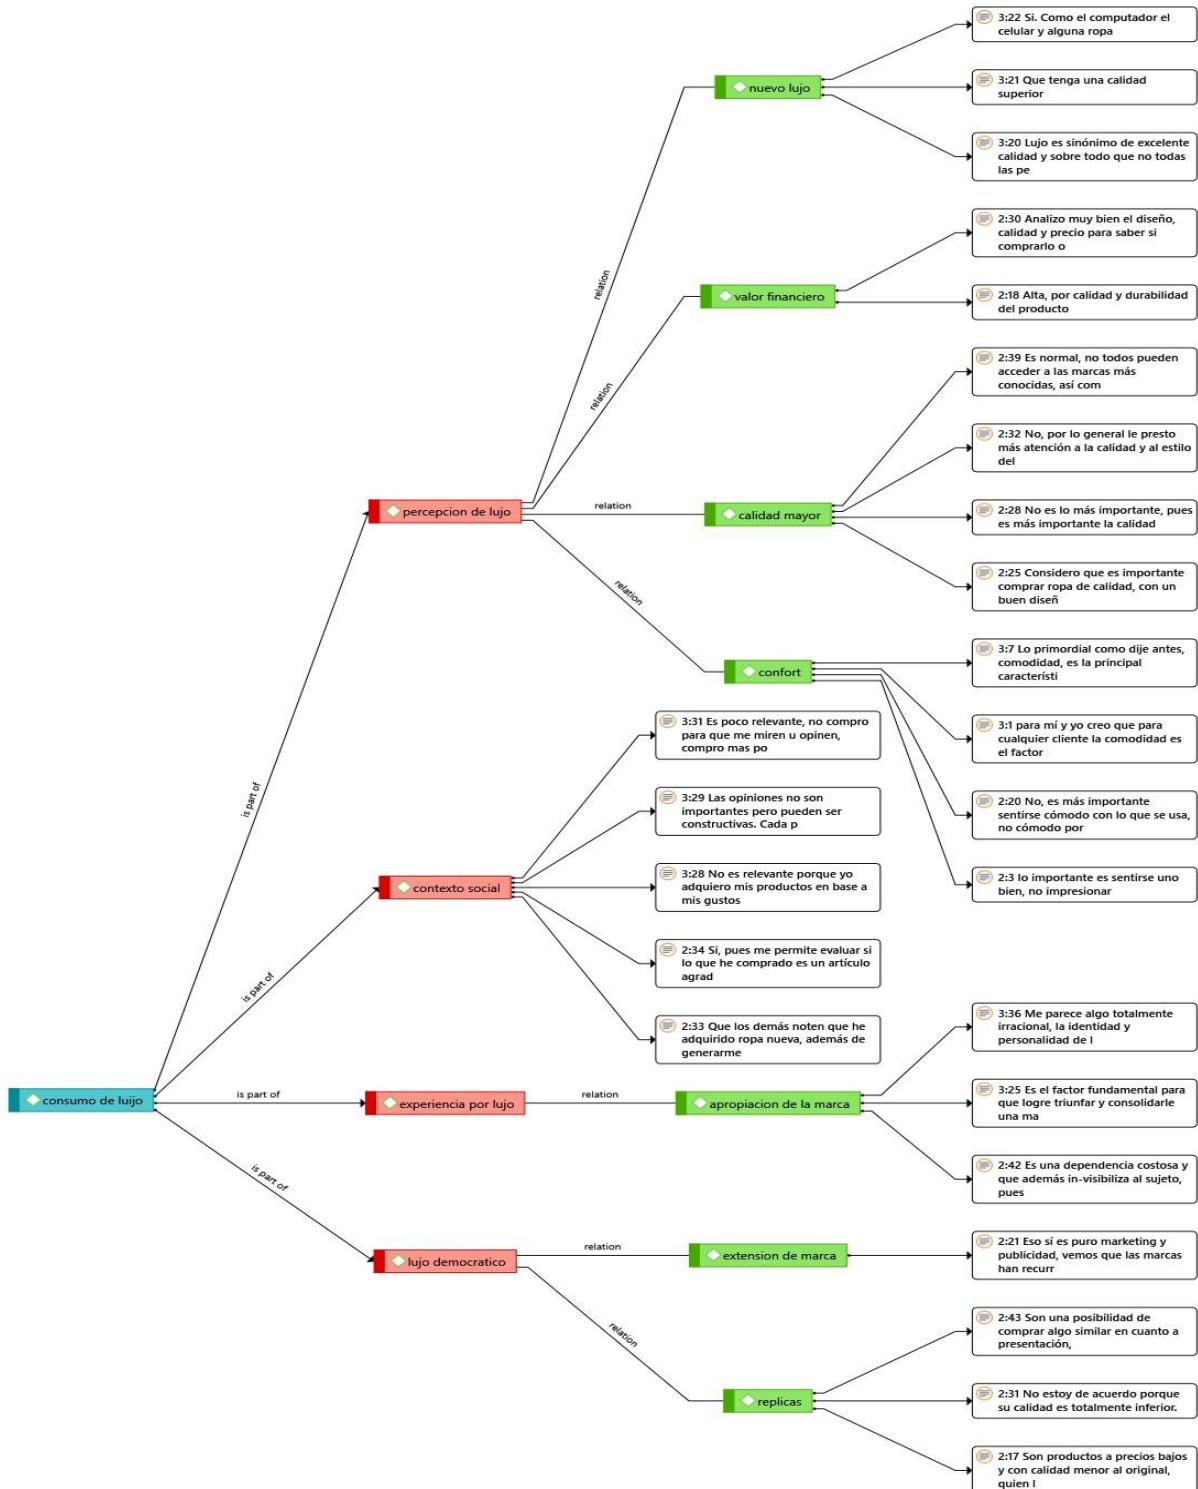 3:22 Si. Como el computador el
celular y alguna ropa
nuevo lujo
3:21 Que tenga una calidad
superior
3:20 Lujo es sinónimo de excelente
calidad y sobre todo que no todas
las pe
2:30 Analizo muy bien el diseño,
calidad y precio para saber si
comprarlo o
relation
valor financiero
2:18 Alta, por calidad y durabilidad
del producto
relation
2:39 Es normal, no todos pueden
acceder a las marcas más
conocidas, así com
2:32 No, por lo general le presto
más atención a la calidad y al estilo
del
percepcion de lujo
relation
calidad mayor
2:28 No es lo más importante, pues
es más importante la calidad
2:25 Considero que es importante
comprar ropa de calidad, con un
buen diseñ
relation
3:7 Lo primordial como dije antes,
comodidad, es la principal
característi
confort
3:1 para mí y yo creo que para
cualquier cliente la comodidad es
el factor
2:20 No, es más importante
sentirse cómodo con lo que se usa,
no cómodo por
2:3 lo importante es sentirse uno
bien, no impresionar
is part of
3:31 Es poco relevante, no compro
para que me miren u opinen,
compro mas po
3:29 Las opiniones no son
importantes pero pueden ser
constructivas. Cada p
contexto social
3:28 No es relevante porque yo
adquiero mis productos en base a
mis gustos
2:34 Si, pues me permite evaluar si
lo que he comprado es un artículo
agrad
2:33 Que los demás noten que he
adquirido ropa nueva, además de
generarme
is part of
consumo de luijo
is part of
experiencia por lujo
relation
apropiacion de la marca
3:36 Me parece algo totalmente
irracional, la identidad y
personalidad de l
3:25 Es el factor fundamental para
que logre triunfar y consolidarle
una ma
2:42 Es una dependencia costosa y
que además in-visibiliza al sujeto,
pues
is part of
lujo democratico
relation
extension de marca
2:21 Eso sí es puro marketing y
publicidad, vemos que las marcas
han recurr
relation
replicas
2:43 Son una posibilidad de
comprar algo similar en cuanto a
presentación,
2:31 No estoy de acuerdo porque
su calidad es totalmente inferior.
2:17 Son productos a precios bajos
y con calidad menor al original,
quien l